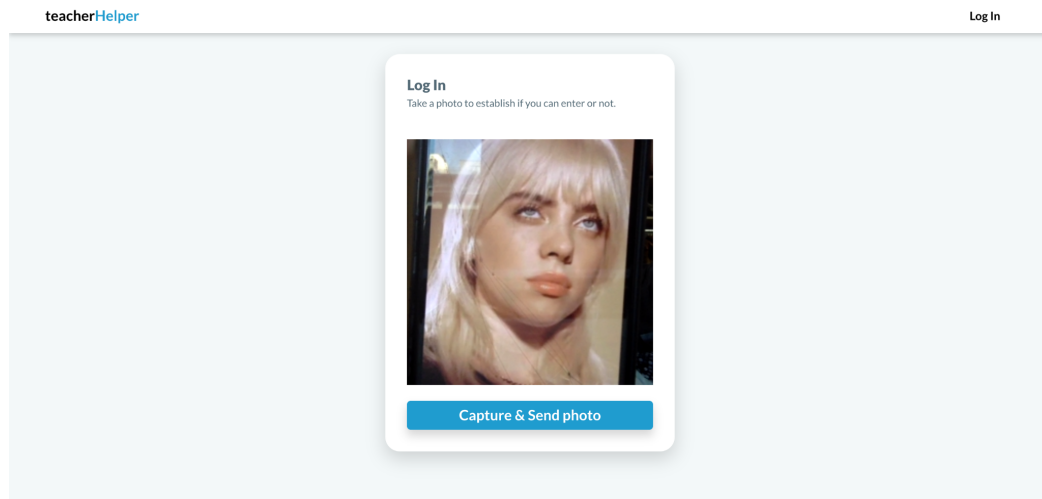 teacherHelper
Log In
Log In
Take a photo to establish if you can enter or not.
Capture & Send photo